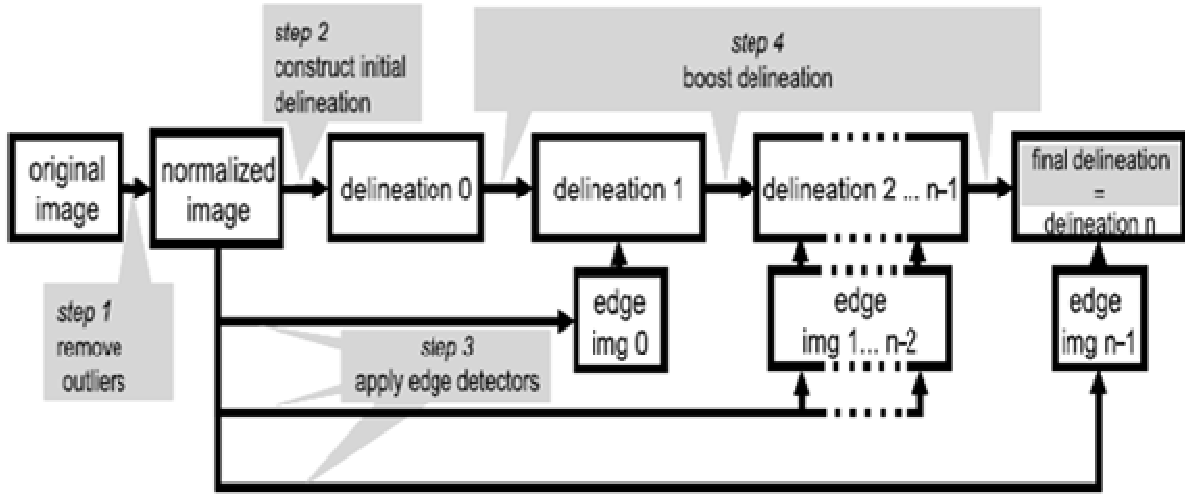 step 2
construct initial
delineation
step 4
boost delineation
original
image
normalized
image
delineation 0
delineation 1
delineation 2 ... n-1
final delineation
=
delineation n
step 1
remove
outliers
edge
img 0
edge
img 1... n-2
edge
img n-1
step 3
apply edge detectors